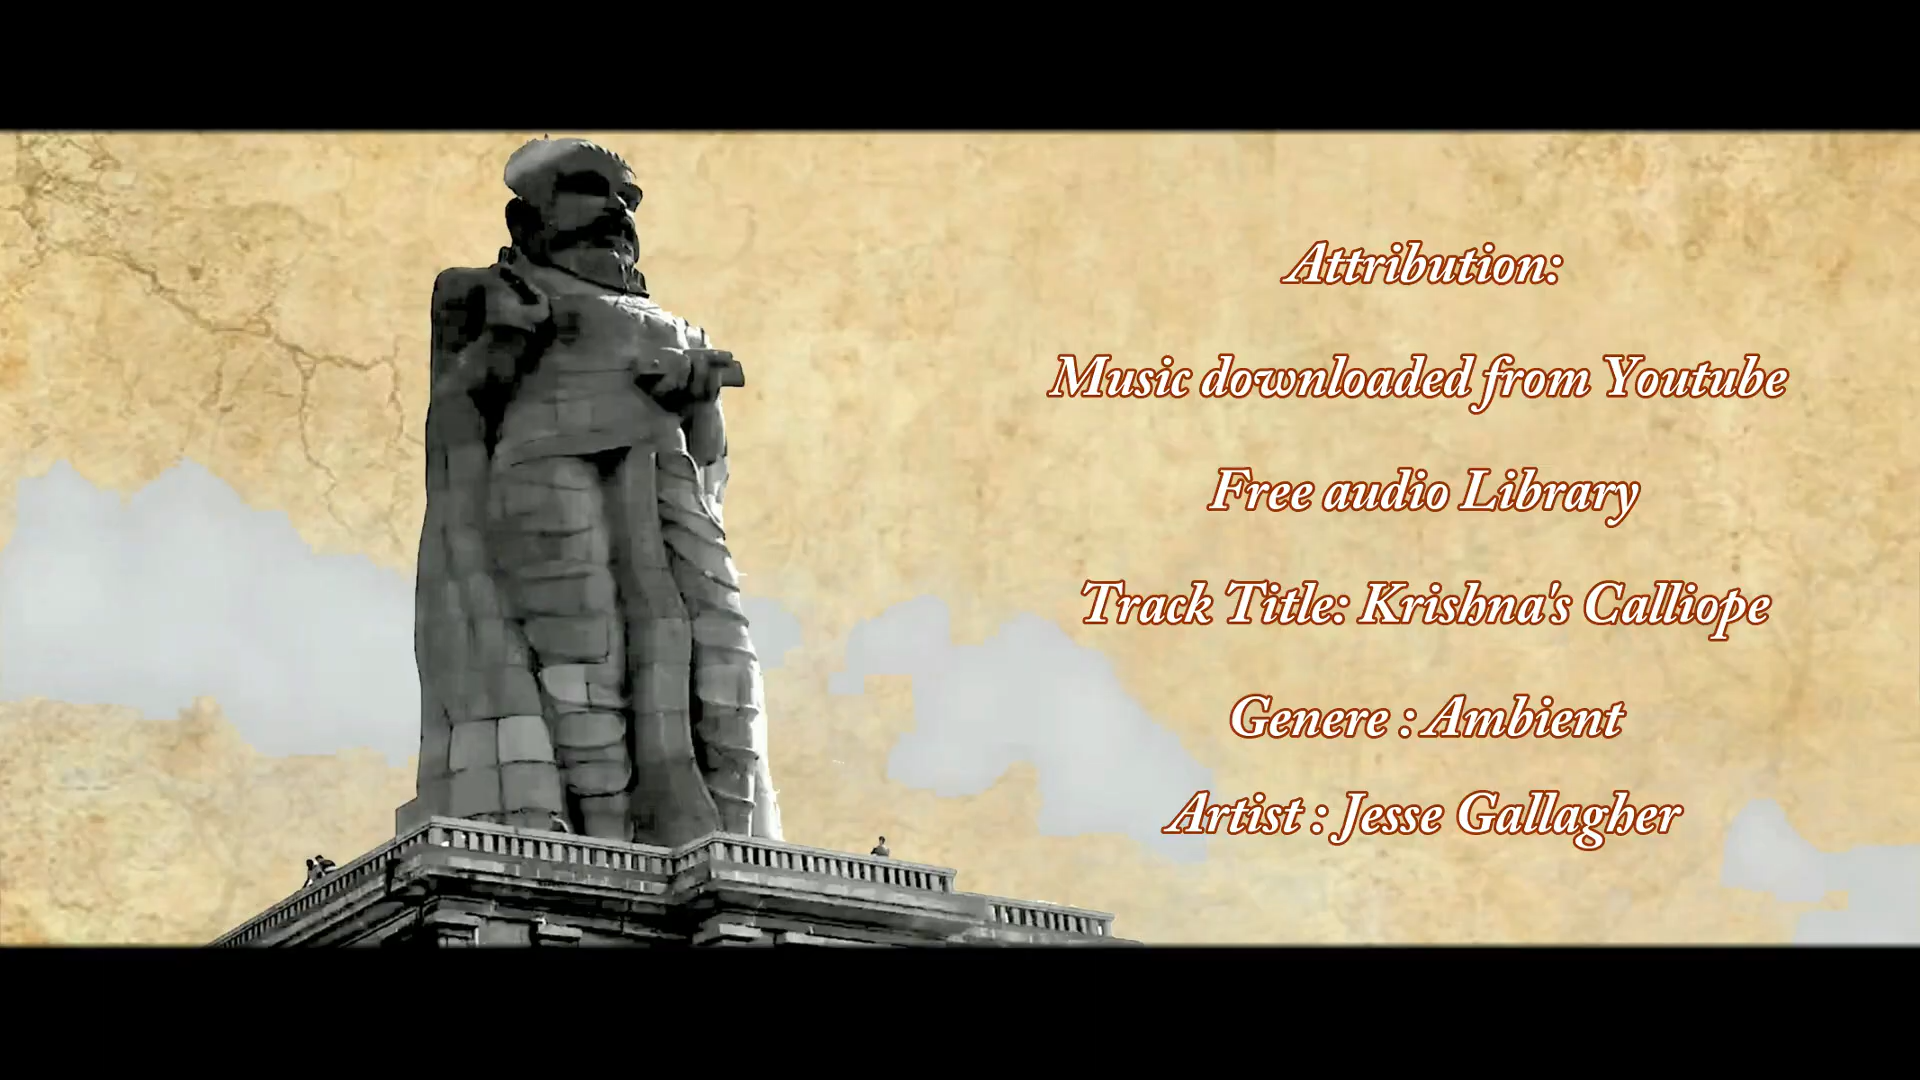 Attribution:
Music downloaded from Youtube
Free audio Library
Track Title: Krishna's Calliope
Genere : Ambient
Artist : Jesse Gallagher